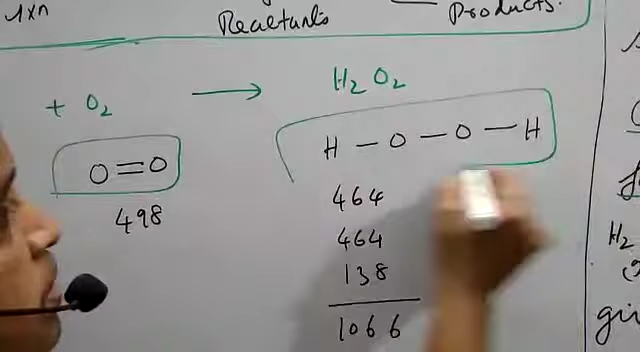 rxn
Reactants
Products.
+ O₂ ⟶ H₂O₂
O=O
H – O – O – H
498
464
464
138
1066
H₂